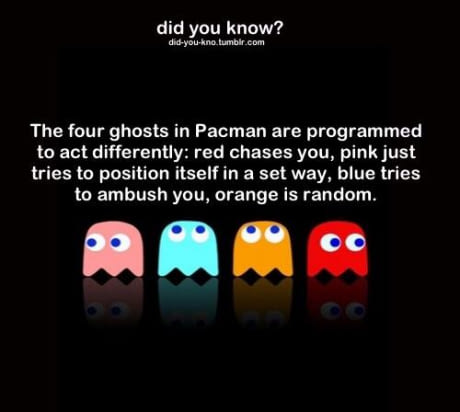 did you know?
did-you-kno.tumblr.com
The four ghosts in Pacman are programmed
to act differently: red chases you, pink just
tries to position itself in a set way, blue tries
to ambush you, orange is random.